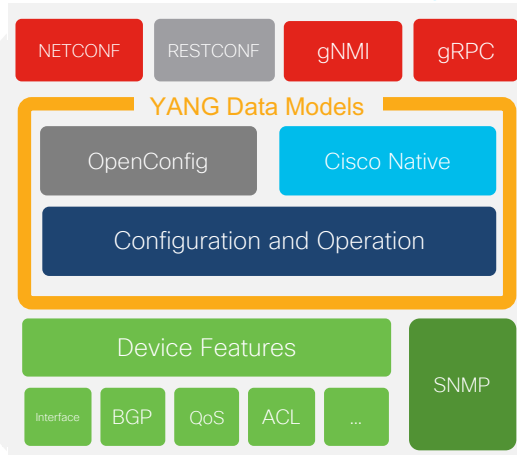 NETCONF
RESTCONF
gNMI
gRPC
YANG Data Models
OpenConfig
Cisco Native
Configuration and Operation
Device Features
SNMP
Interface
BGP
QoS
ACL
...